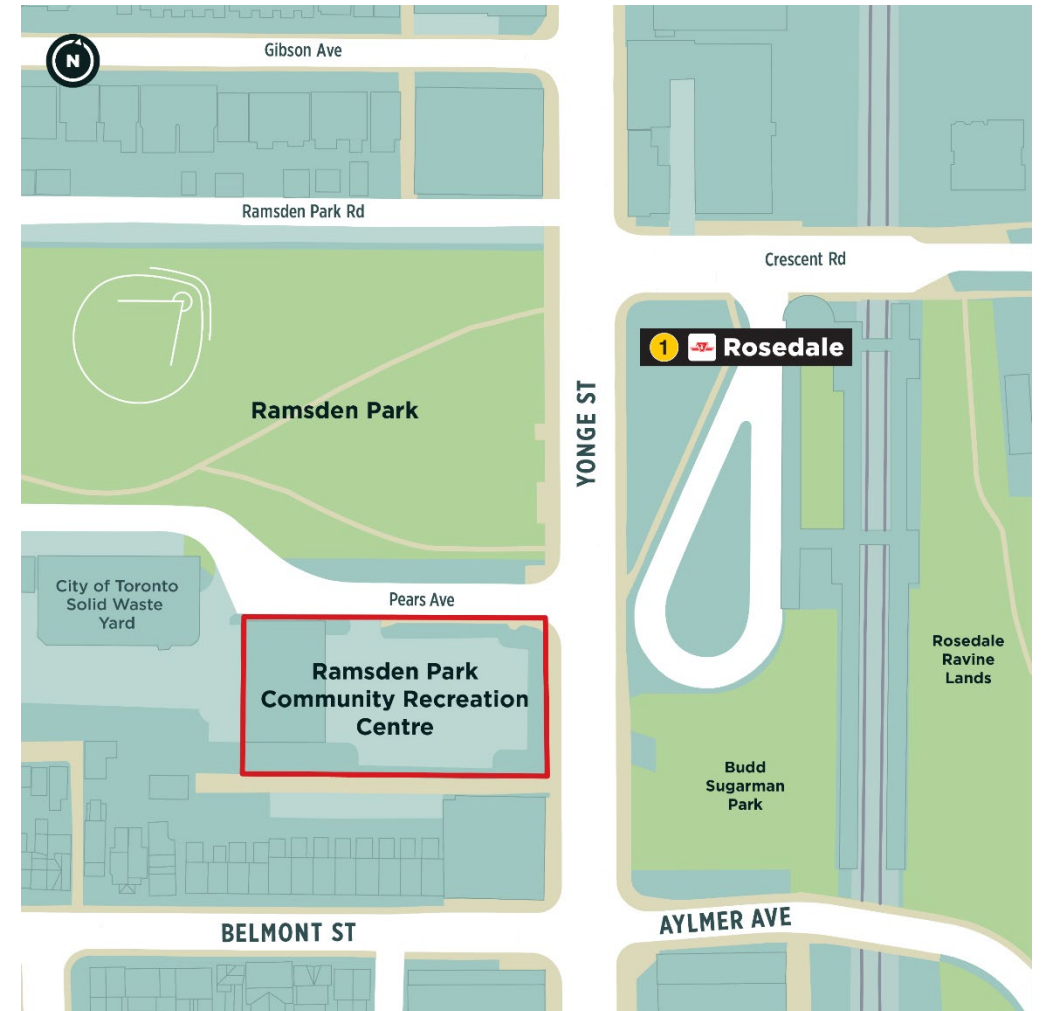 N
Gibson Ave
Ramsden Park Rd
Crescent Rd
1 Rosedale
Ramsden Park
YONGE ST
City of Toronto
Solid Waste
Yard
Pears Ave
Ramsden Park
Community Recreation
Centre
Rosedale
Ravine
Lands
Budd
Sugarman
Park
BELMONT ST
AYLMER AVE